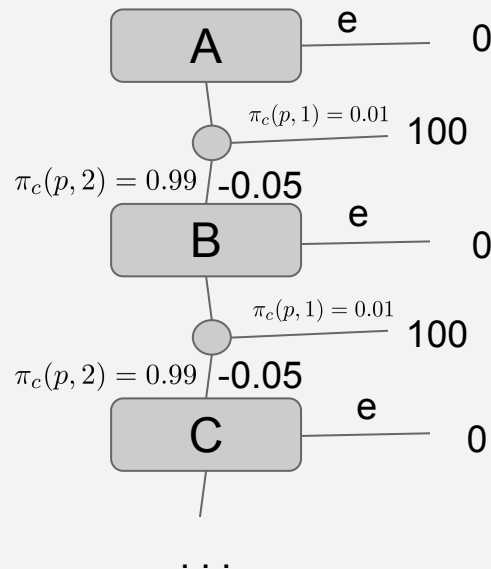 A
e
0
π_c(p, 1) = 0.01
100
π_c(p, 2) = 0.99
-0.05
B
e
0
π_c(p, 1) = 0.01
100
π_c(p, 2) = 0.99
-0.05
C
e
0
...